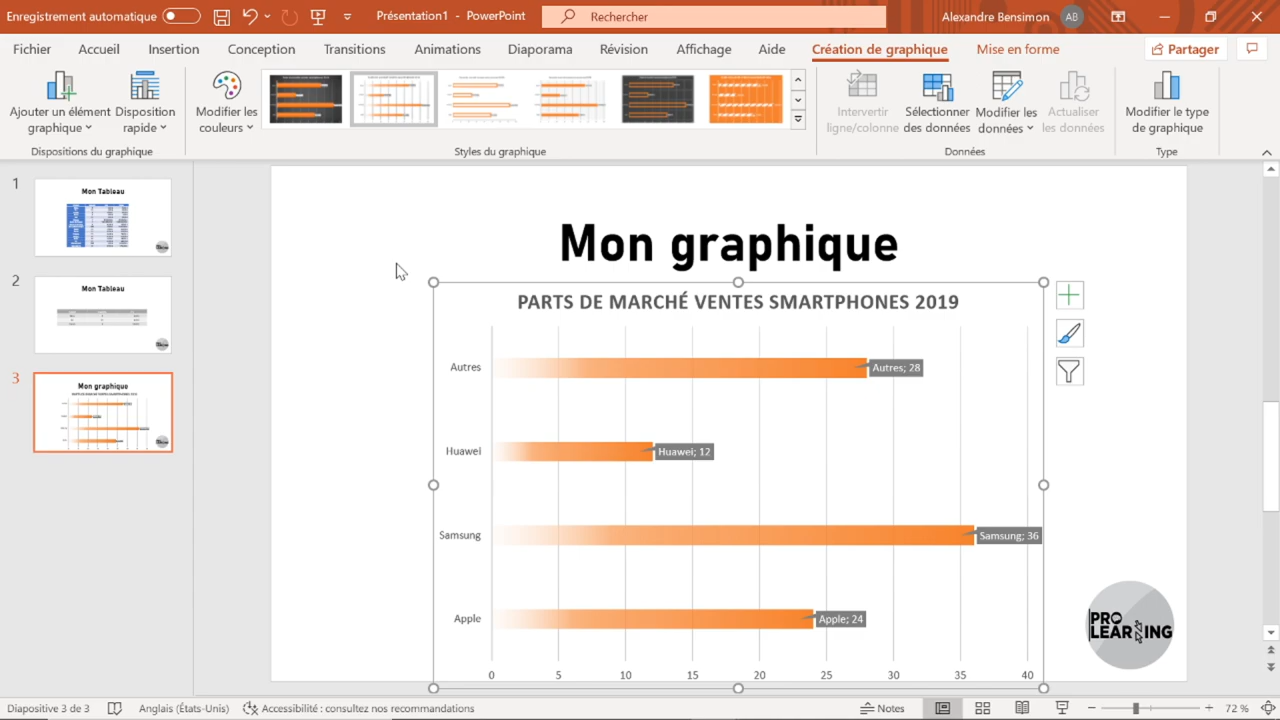 Enregistrement automatique
Présentation1 - PowerPoint
Rechercher
Alexandre Bensimon
AB
Fichier
Accueil
Insertion
Conception
Transitions
Animations
Diaporama
Révision
Affichage
Aide
Création de graphique
Mise en forme
Partager
Ajouter un élément
graphique
Disposition
rapide
Modifier les
couleurs
Intervertir
ligne/colonne
Sélectionner
des données
Modifier les
données
Actualiser
les données
Modifier le type
de graphique
Dispositions du graphique
Styles du graphique
Données
Type
1
Mon Tableau
2
Mon Tableau
3
Mon graphique
Mon graphique
PARTS DE MARCHÉ VENTES SMARTPHONES 2019
Autres
Autres; 28
Huawei
Huawei; 12
Samsung
Samsung; 36
Apple
Apple; 24
0 5 10 15 20 25 30 35 40
PRO
LEARNING
Diapositive 3 de 3
Anglais (États-Unis)
Accessibilité : consultez nos recommandations
Notes
72 %